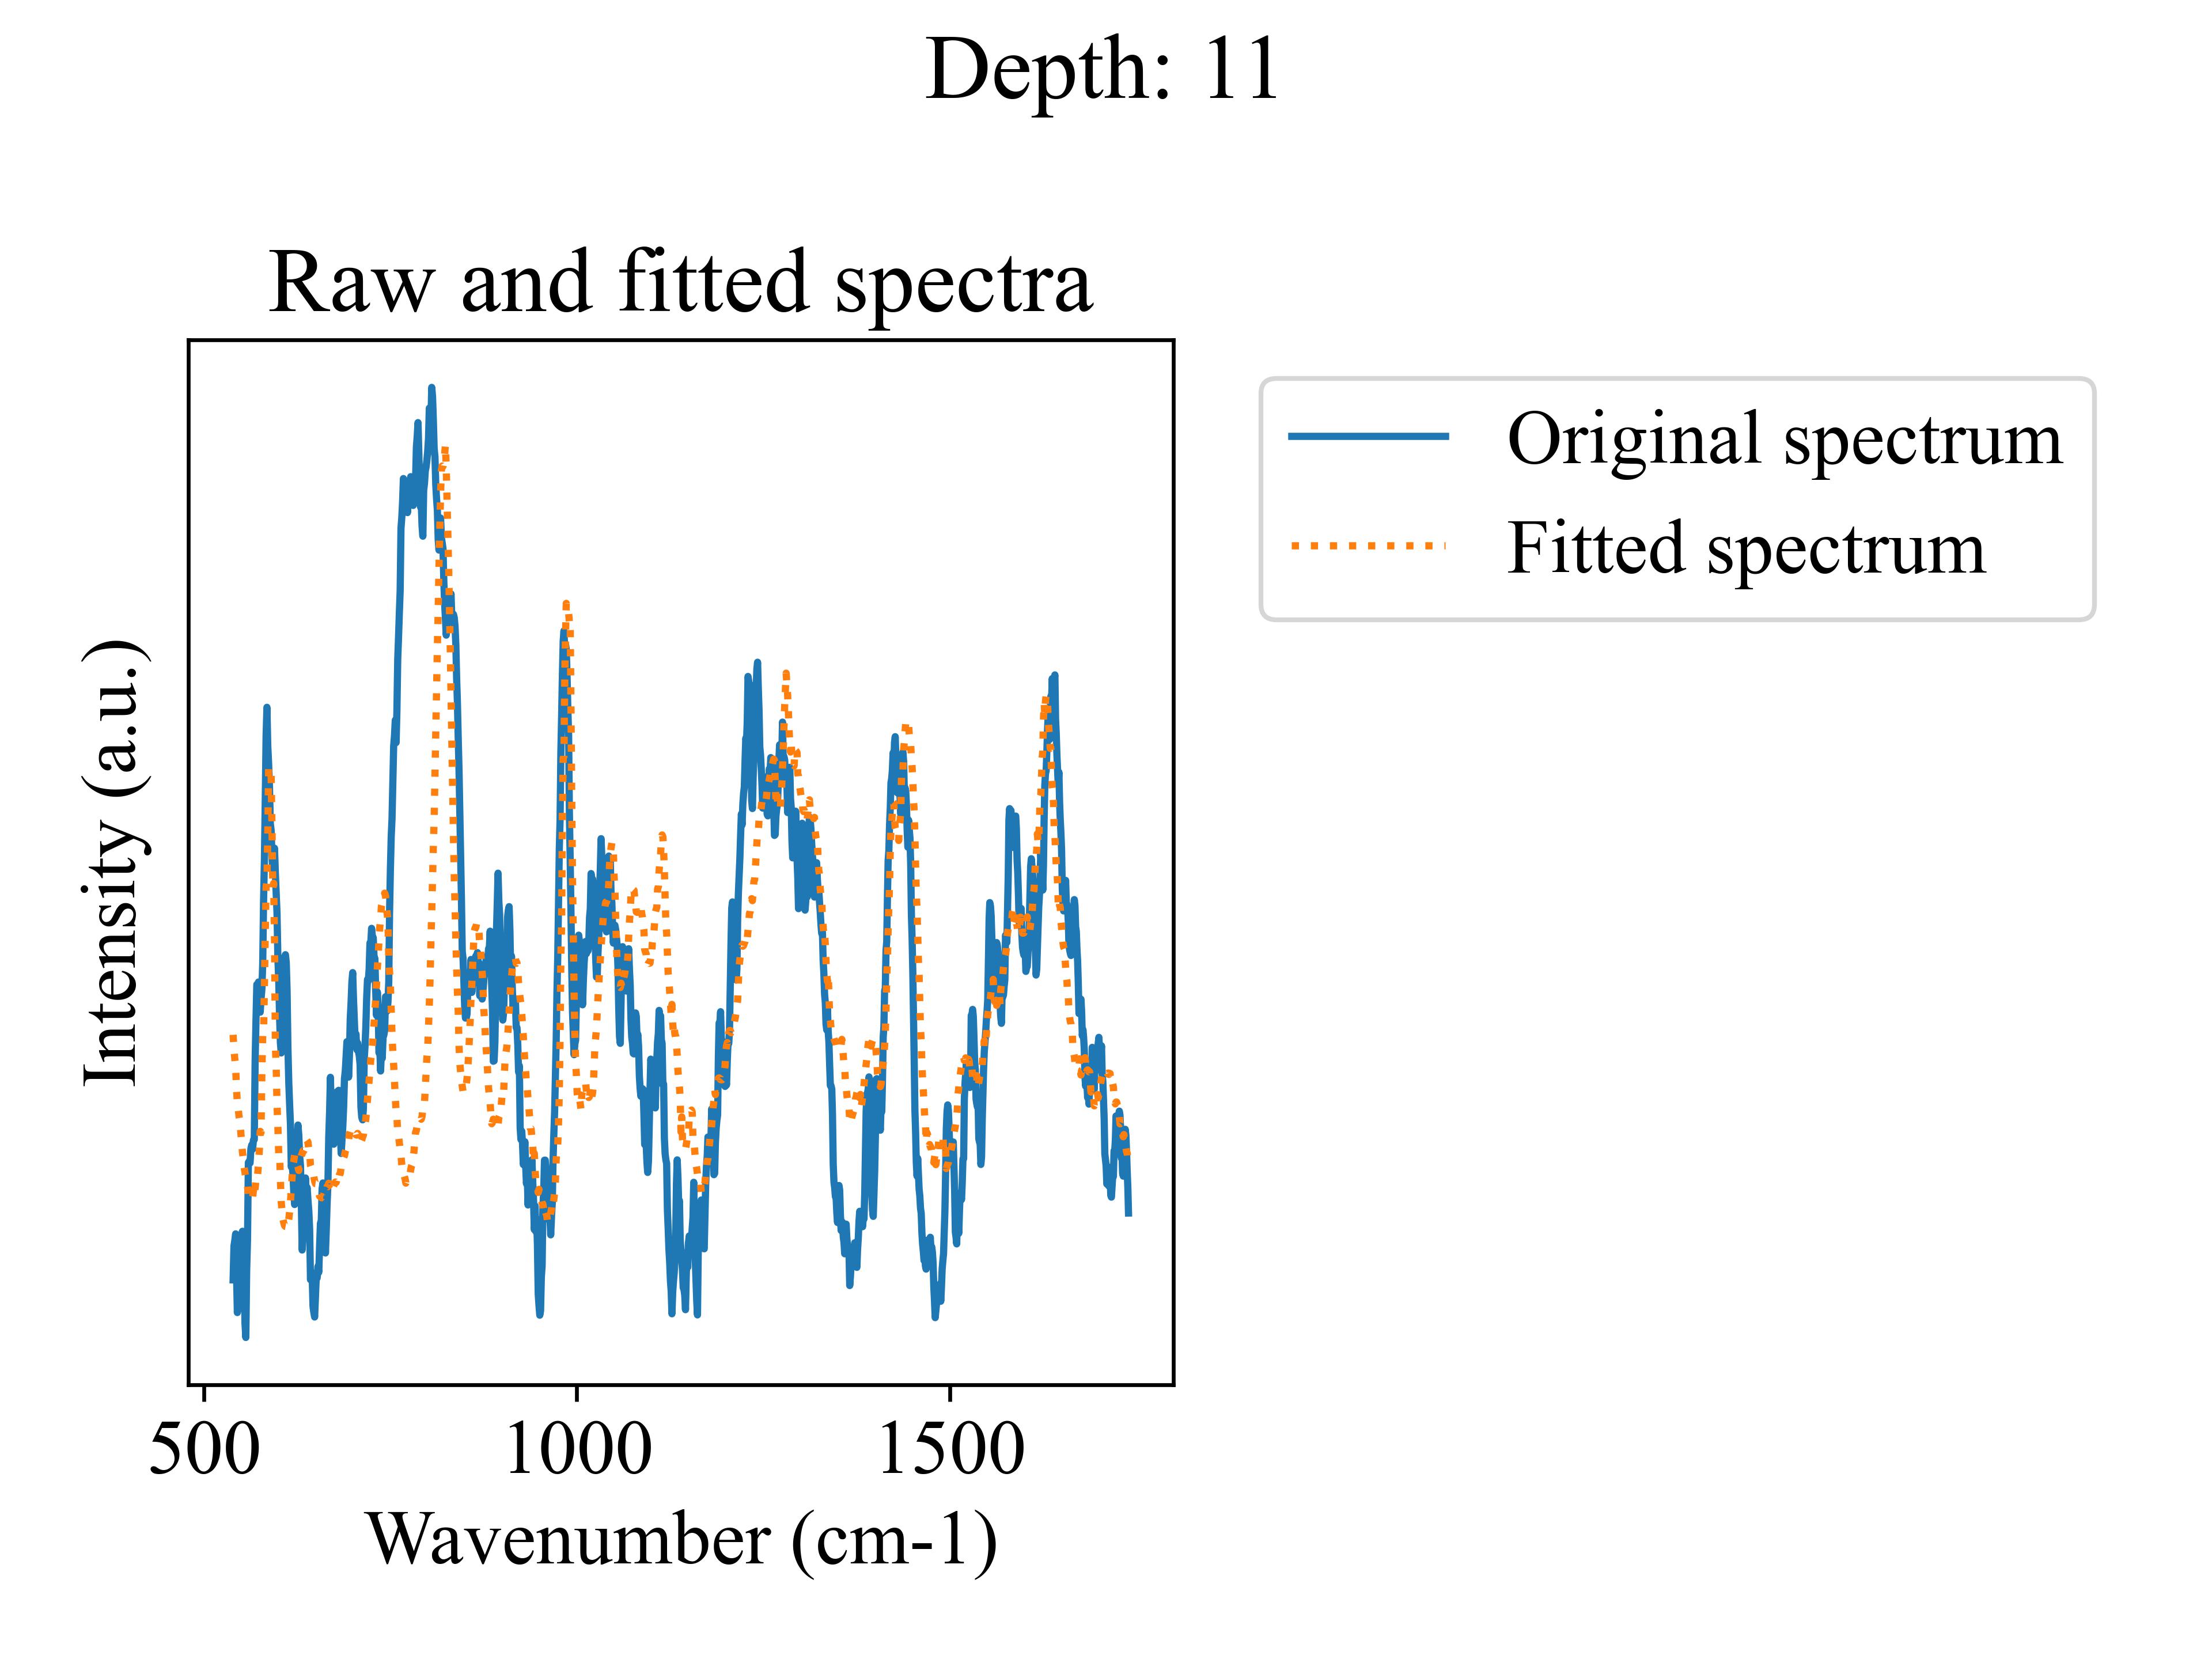 Depth: 11
Raw and fitted spectra
Original spectrum
Fitted spectrum
Intensity (a.u.)
500 1000 1500
Wavenumber (cm-1)